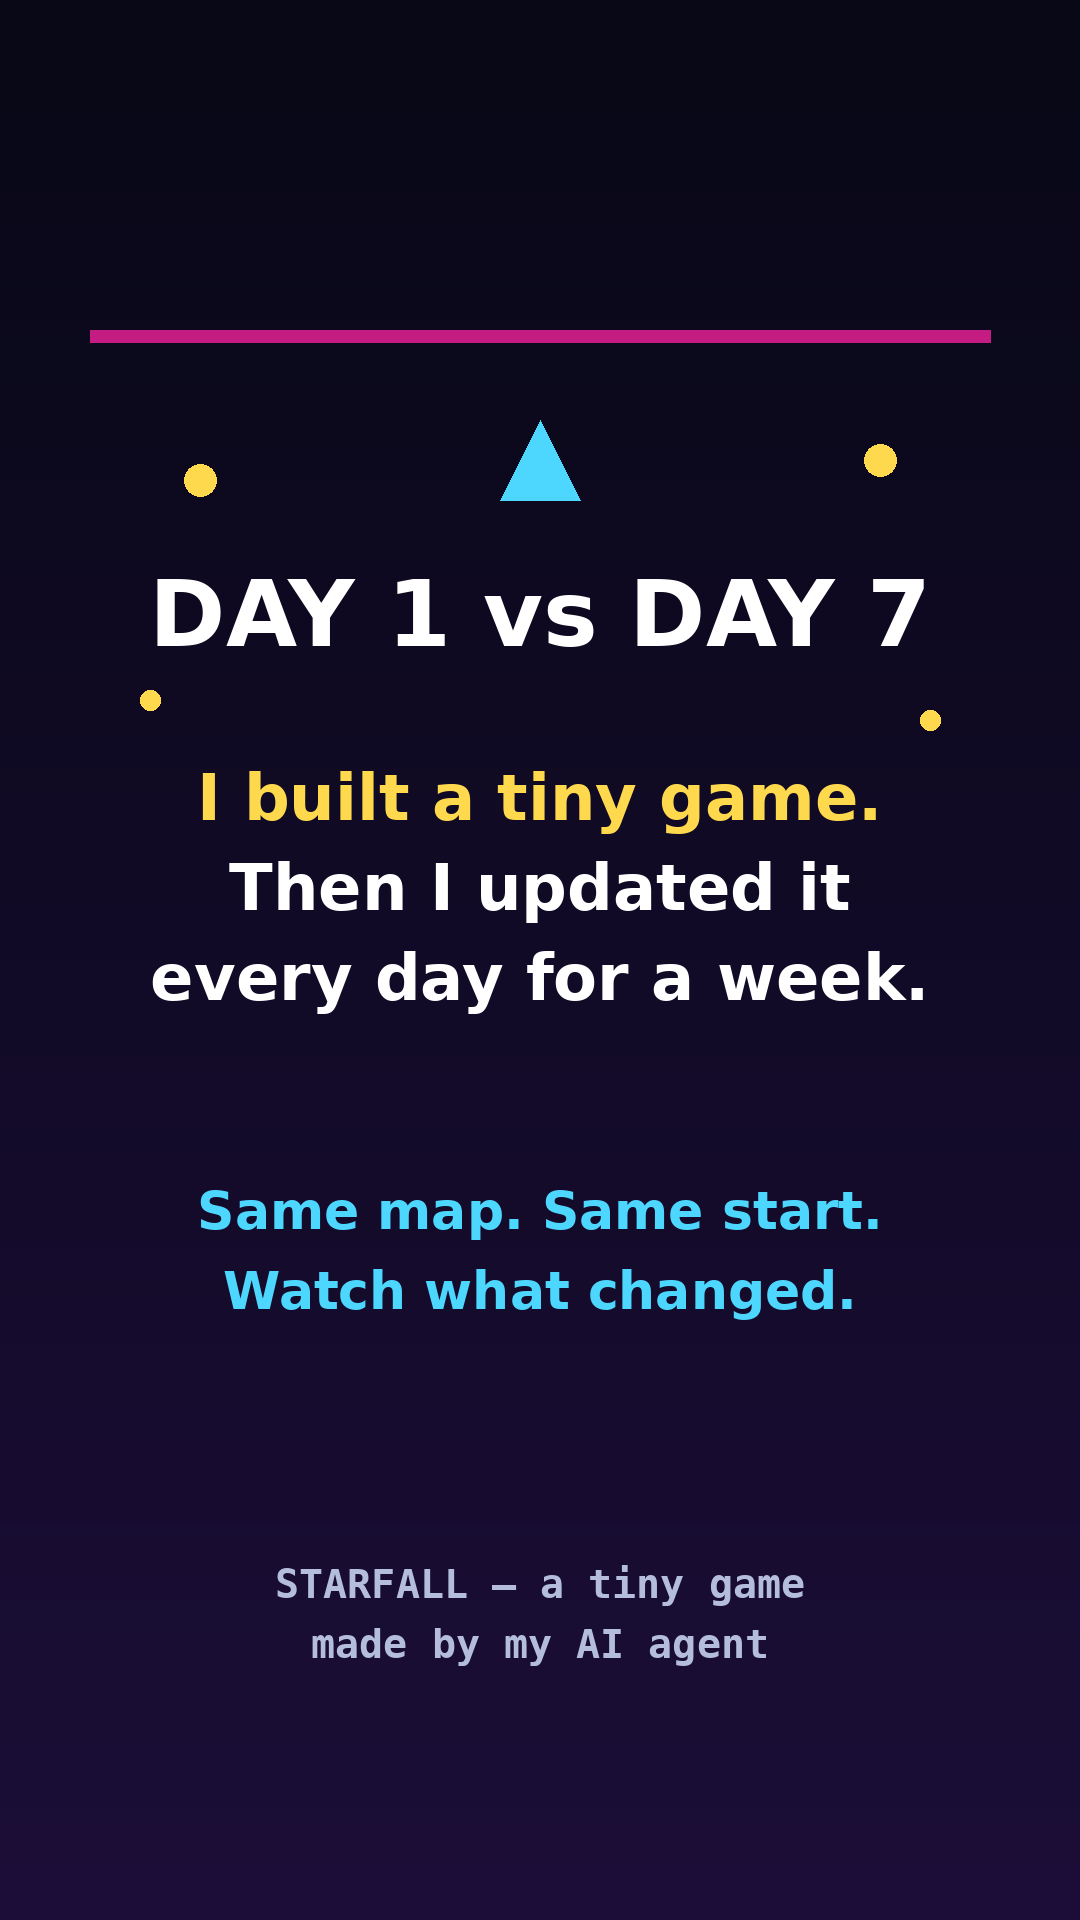 DAY 1 vs DAY 7
I built a tiny game.
Then I updated it
every day for a week.
Same map. Same start.
Watch what changed.
STARFALL — a tiny game
made by my AI agent